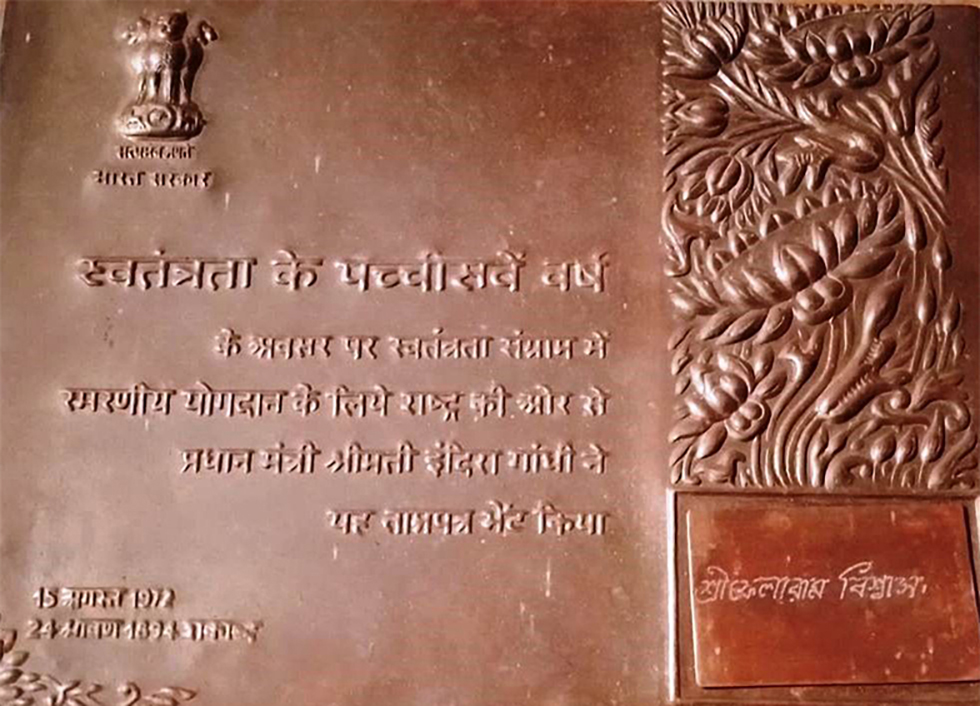 सत्यमेव जयते
भारत सरकार
स्वतंत्रता के पच्चीसवें वर्ष
के अवसर पर स्वतंत्रता संग्राम में
स्मरणीय योगदान के लिये राष्ट्र की ओर से
प्रधान मंत्री श्रीमती इंदिरा गांधी ने
यह ताम्रपत्र भेंट किया
15 अगस्त 1972
24 श्रावण 1894 शकाब्द
শ্রী বিশ্বাস